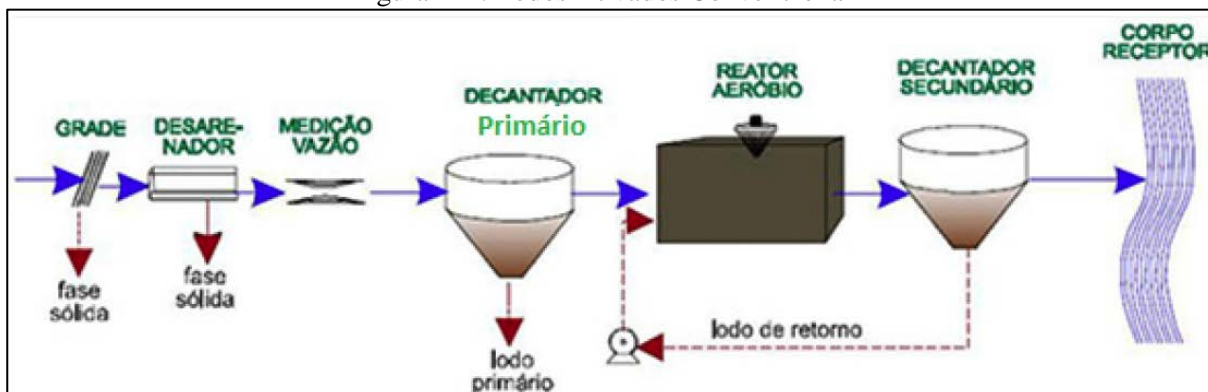 GRADE
DESARE-
NADOR
MEDIÇÃO
VAZÃO
DECANTADOR
Primário
REATOR
AERÓBIO
DECANTADOR
SECUNDÁRIO
CORPO
RECEPTOR
fase
sólida
fase
sólida
lodo
primário
lodo de retorno